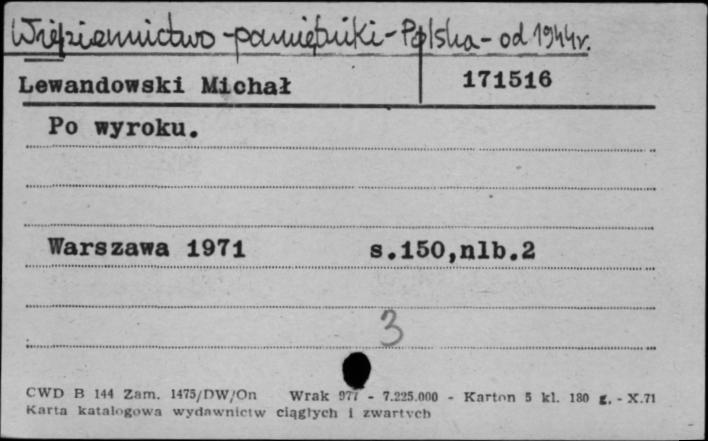 Więziennictwo - pamiętniki - Polska - od 1944r.
Lewandowski Michał 171516
Po wyroku.
Warszawa 1971 s.150,nlb.2
3
CWD B 144 Zam. 1475/DW/On Wrak 977 - 7.225.000 - Karton 5 kl. 180 g. - X.71
Karta katalogowa wydawnictw ciągłych i zwartych